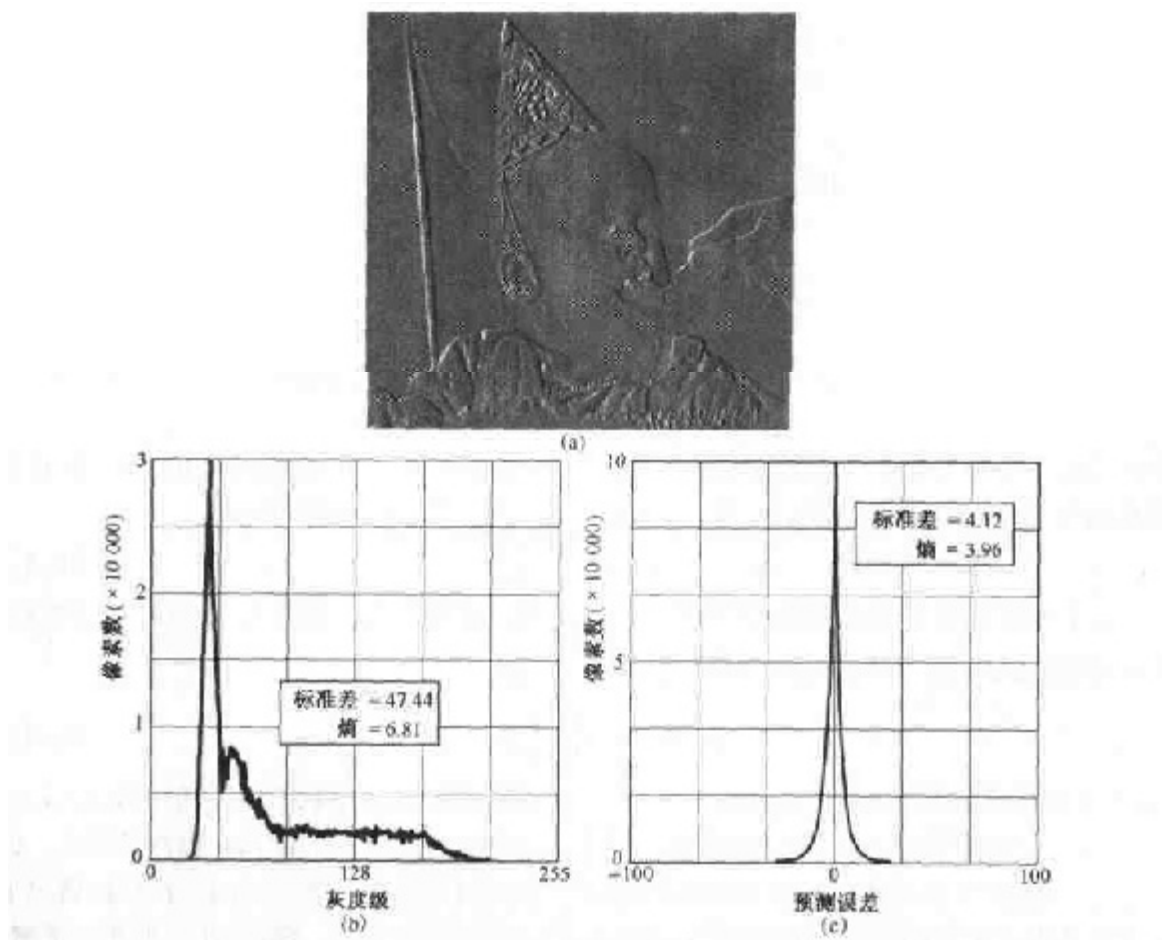 (a)
3
2
1
0
像素数(×10 000)
标准差 =47.44
熵 =6.81
0
128
255
灰度级
(b)
10
5
0
像素数(×10 000)
标准差 =4.12
熵 = 3.96
-100
0
100
预测误差
(c)